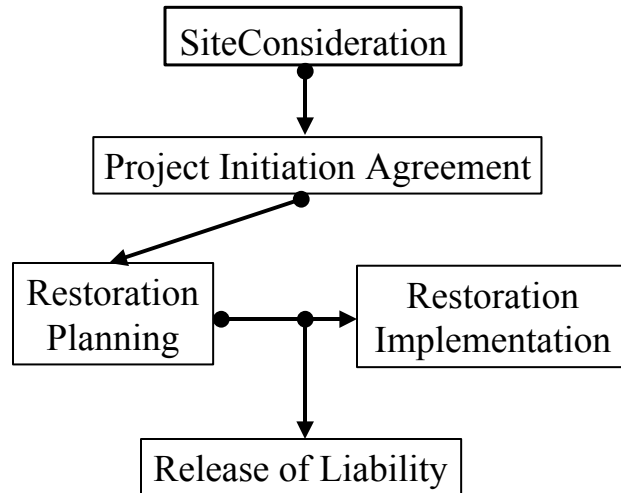 SiteConsideration
Project Initiation Agreement
Restoration
Planning
Restoration
Implementation
Release of Liability